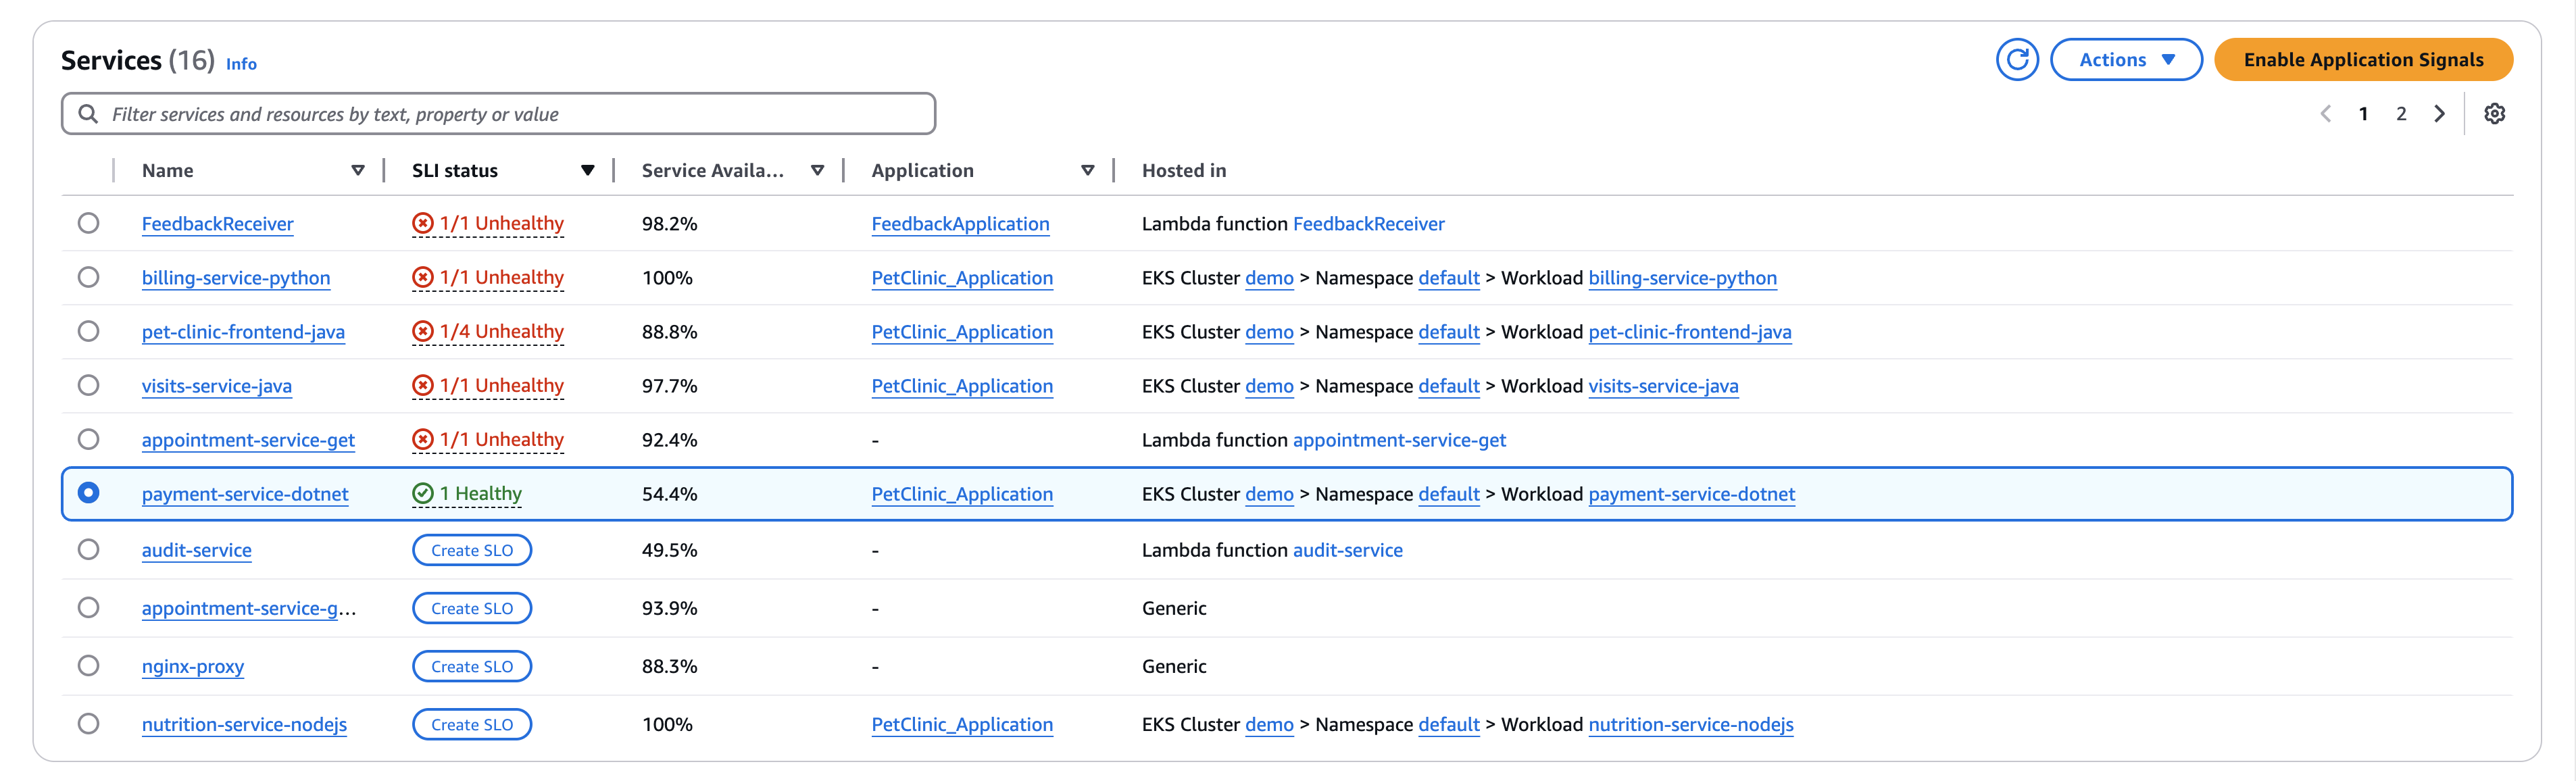 Services (16) Info
Actions
Enable Application Signals
Filter services and resources by text, property or value
1 2
Name SLI status Service Availa... Application Hosted in
FeedbackReceiver 1/1 Unhealthy 98.2% FeedbackApplication Lambda function FeedbackReceiver
billing-service-python 1/1 Unhealthy 100% PetClinic_Application EKS Cluster demo > Namespace default > Workload billing-service-python
pet-clinic-frontend-java 1/4 Unhealthy 88.8% PetClinic_Application EKS Cluster demo > Namespace default > Workload pet-clinic-frontend-java
visits-service-java 1/1 Unhealthy 97.7% PetClinic_Application EKS Cluster demo > Namespace default > Workload visits-service-java
appointment-service-get 1/1 Unhealthy 92.4% - Lambda function appointment-service-get
payment-service-dotnet 1 Healthy 54.4% PetClinic_Application EKS Cluster demo > Namespace default > Workload payment-service-dotnet
audit-service Create SLO 49.5% - Lambda function audit-service
appointment-service-g... Create SLO 93.9% - Generic
nginx-proxy Create SLO 88.3% - Generic
nutrition-service-nodejs Create SLO 100% PetClinic_Application EKS Cluster demo > Namespace default > Workload nutrition-service-nodejs